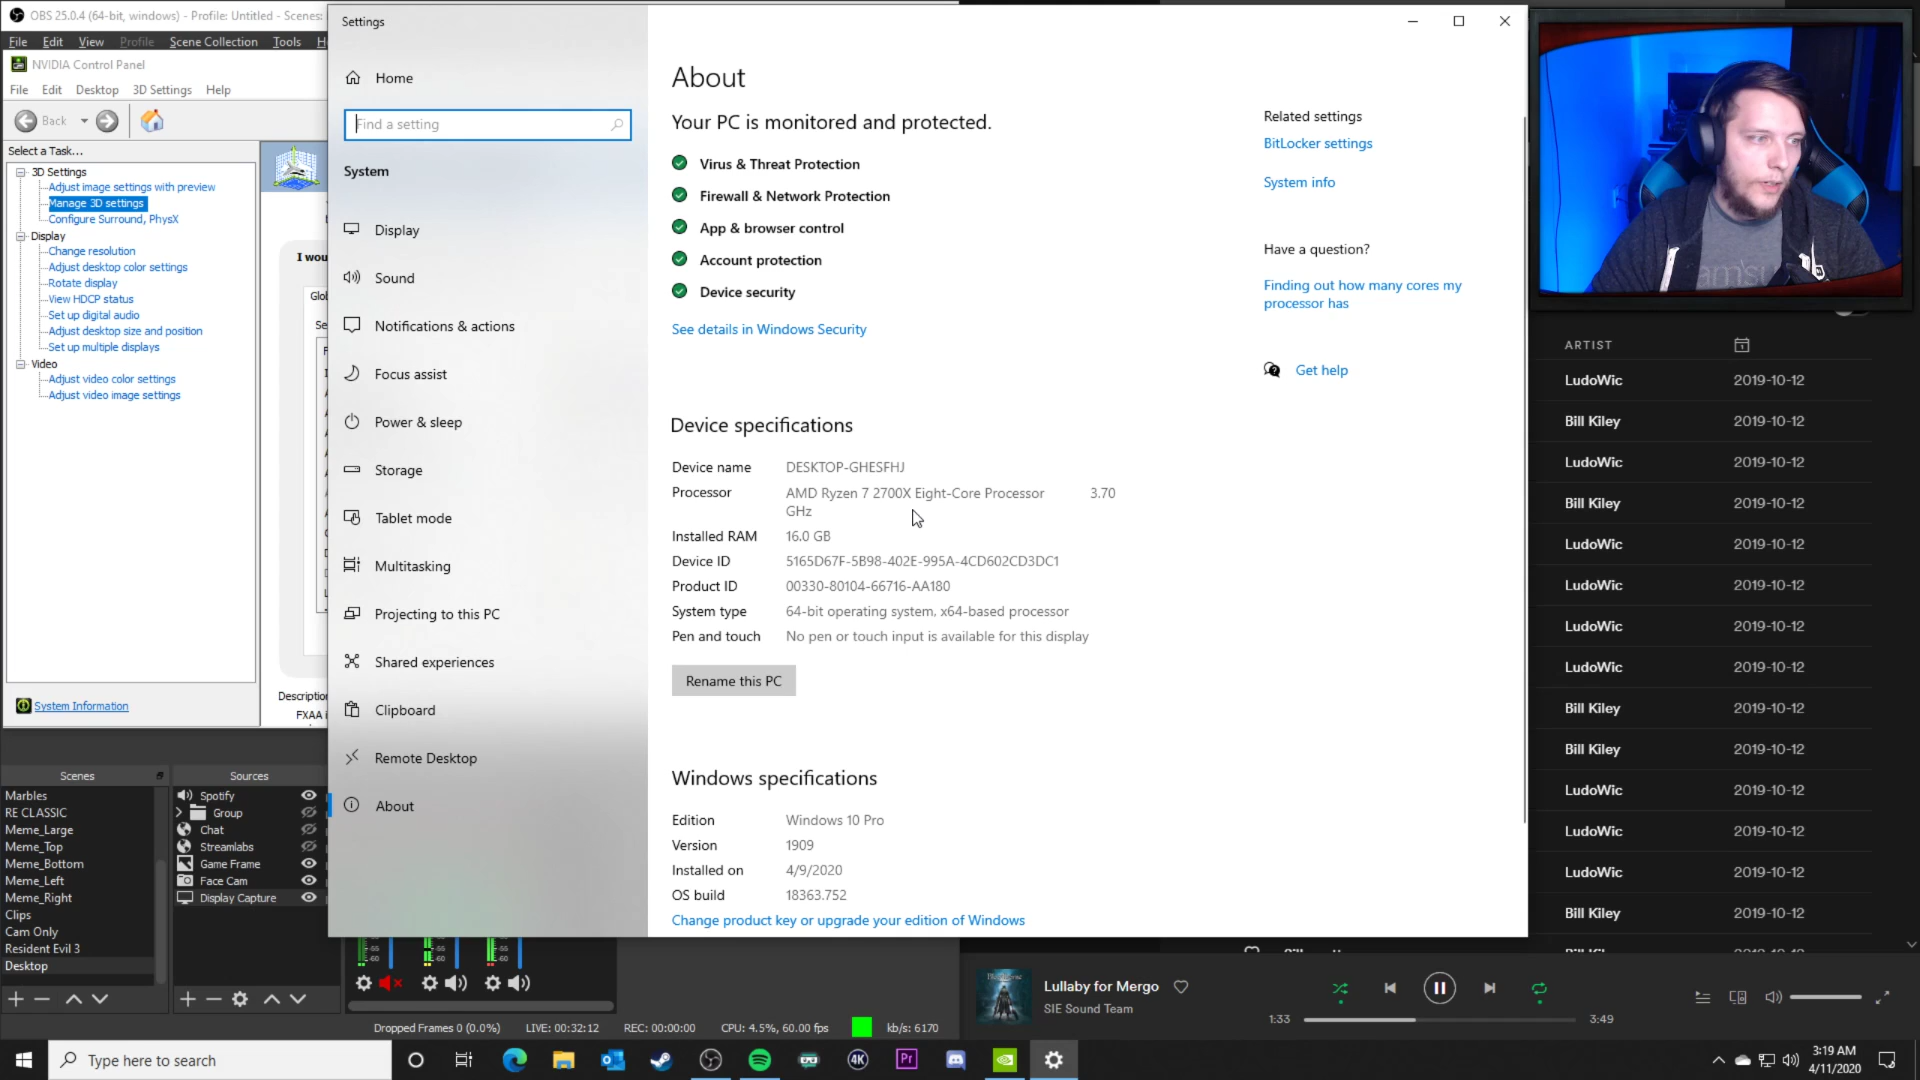 OBS 25.0.4 (64-bit, windows) - Profile: Untitled - Scenes:
File Edit View Profile Scene Collection Tools
NVIDIA Control Panel
File Edit Desktop 3D Settings Help
Back
Select a Task...
3D Settings
Adjust image settings with preview
Manage 3D settings
Configure Surround, PhysX
Display
Change resolution
Adjust desktop color settings
Rotate display
View HDCP status
Set up digital audio
Adjust desktop size and position
Set up multiple displays
Video
Adjust video color settings
Adjust video image settings
System Information
I wou
Glo
Se
Description
FXAA i
Settings
Home
Find a setting
System
Display
Sound
Notifications & actions
Focus assist
Power & sleep
Storage
Tablet mode
Multitasking
Projecting to this PC
Shared experiences
Clipboard
Remote Desktop
About
About
Your PC is monitored and protected.
Virus & Threat Protection
Firewall & Network Protection
App & browser control
Account protection
Device security
See details in Windows Security
Device specifications
Device name DESKTOP-GHESFHJ
Processor AMD Ryzen 7 2700X Eight-Core Processor 3.70
GHz
Installed RAM 16.0 GB
Device ID 5165D67F-5B98-402E-995A-4CD602CD3DC1
Product ID 00330-80104-66716-AA180
System type 64-bit operating system, x64-based processor
Pen and touch No pen or touch input is available for this display
Rename this PC
Windows specifications
Edition Windows 10 Pro
Version 1909
Installed on 4/9/2020
OS build 18363.752
Change product key or upgrade your edition of Windows
Related settings
BitLocker settings
System info
Have a question?
Finding out how many cores my
processor has
Get help
ARTIST
LudoWic 2019-10-12
Bill Kiley 2019-10-12
LudoWic 2019-10-12
Bill Kiley 2019-10-12
LudoWic 2019-10-12
LudoWic 2019-10-12
LudoWic 2019-10-12
LudoWic 2019-10-12
Bill Kiley 2019-10-12
Bill Kiley 2019-10-12
LudoWic 2019-10-12
LudoWic 2019-10-12
LudoWic 2019-10-12
Bill Kiley 2019-10-12
Scenes
Marbles
RE CLASSIC
Meme_Large
Meme_Top
Meme_Bottom
Meme_Left
Meme_Right
Clips
Cam Only
Resident Evil 3
Desktop
Sources
Spotify
Group
Chat
Streamlabs
Game Frame
Face Cam
Display Capture
-55 -55 -55
-60 -60 -60
Dropped Frames 0 (0.0%) LIVE: 00:32:12 REC: 00:00:00 CPU: 4.5%, 60.00 fps kb/s: 6170
Lullaby for Mergo
SIE Sound Team
1:33 3:49
Type here to search
4K
Pr
3:19 AM
4/11/2020